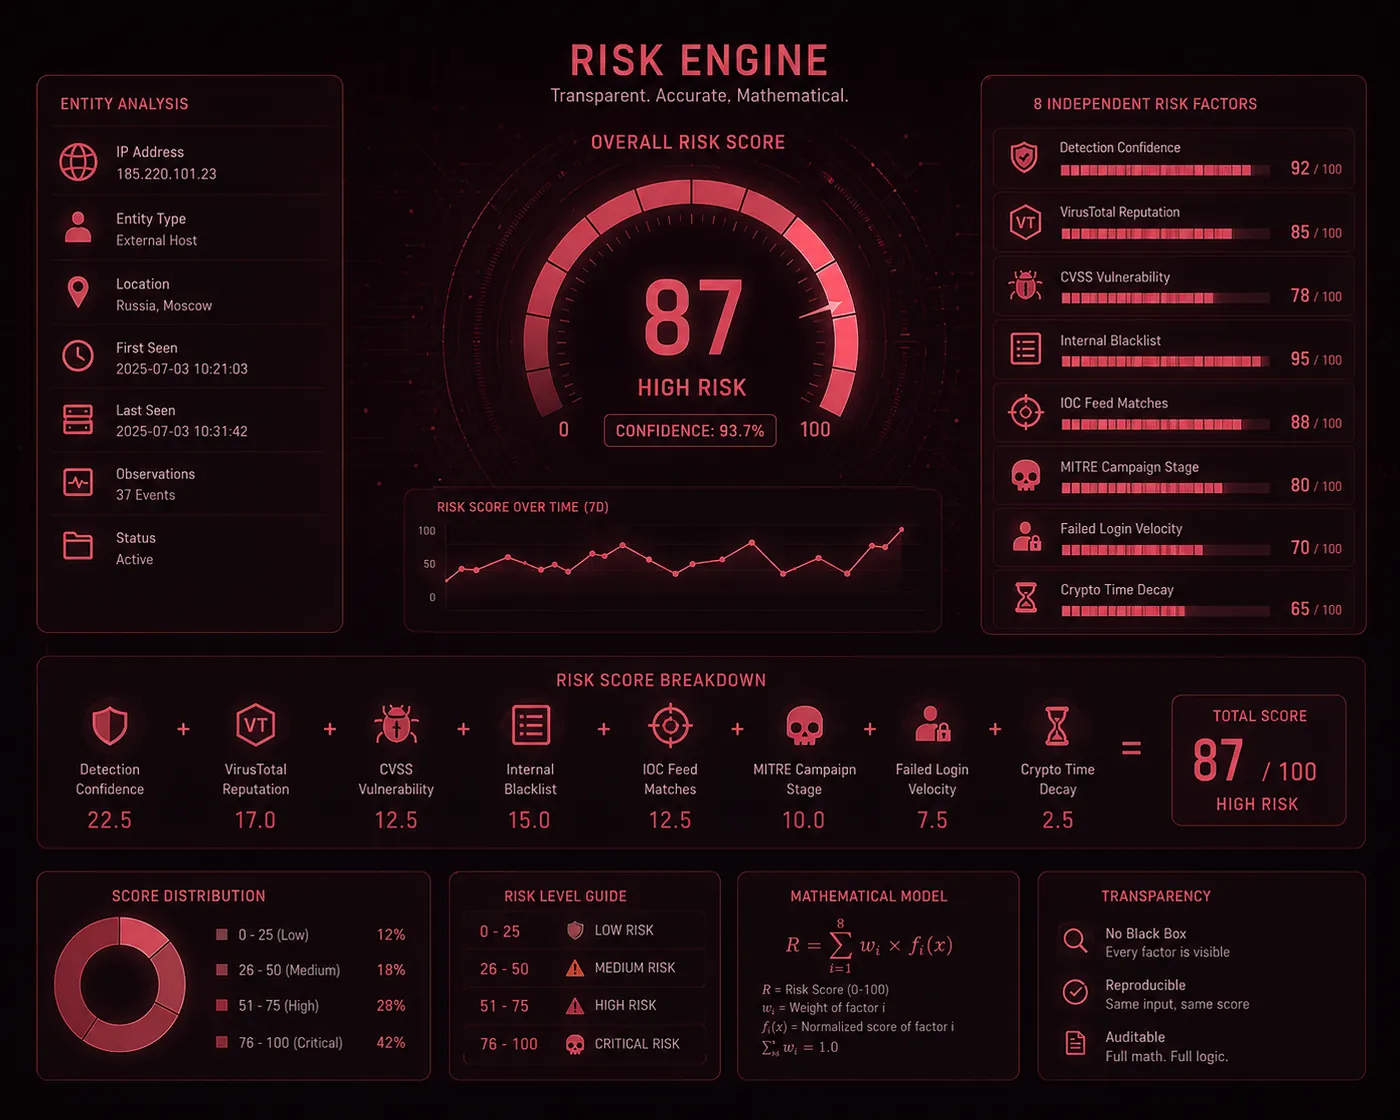 RISK ENGINE
Transparent. Accurate, Mathematical.
ENTITY ANALYSIS
IP Address
185.220.101.23
Entity Type
External Host
Location
Russia, Moscow
First Seen
2025-07-03 10:21:03
Last Seen
2025-07-03 10:31:42
Observations
37 Events
Status
Active
OVERALL RISK SCORE
87
HIGH RISK
0
CONFIDENCE: 93.7%
100
RISK SCORE OVER TIME (7D)
100
50
0
8 INDEPENDENT RISK FACTORS
Detection Confidence
92 / 100
VT
VirusTotal Reputation
85 / 100
CVSS Vulnerability
78 / 100
Internal Blacklist
95 / 100
IOC Feed Matches
88 / 100
MITRE Campaign Stage
80 / 100
Failed Login Velocity
70 / 100
Crypto Time Decay
65 / 100
RISK SCORE BREAKDOWN
+ VT + + + + + + =
Detection Confidence
22.5
VirusTotal Reputation
17.0
CVSS Vulnerability
12.5
Internal Blacklist
15.0
IOC Feed Matches
12.5
MITRE Campaign Stage
10.0
Failed Login Velocity
7.5
Crypto Time Decay
2.5
TOTAL SCORE
87 / 100
HIGH RISK
SCORE DISTRIBUTION
0 - 25 (Low) 12%
26 - 50 (Medium) 18%
51 - 75 (High) 28%
76 - 100 (Critical) 42%
RISK LEVEL GUIDE
0 - 25 LOW RISK
26 - 50 MEDIUM RISK
51 - 75 HIGH RISK
76 - 100 CRITICAL RISK
MATHEMATICAL MODEL
R = ∑_{i=1}^{8} w_i × f_i(x)
R = Risk Score (0-100)
w_i = Weight of factor i
f_i(x) = Normalized score of factor i
∑ w_i = 1.0
TRANSPARENCY
No Black Box
Every factor is visible
Reproducible
Same input, same score
Auditable
Full math. Full logic.